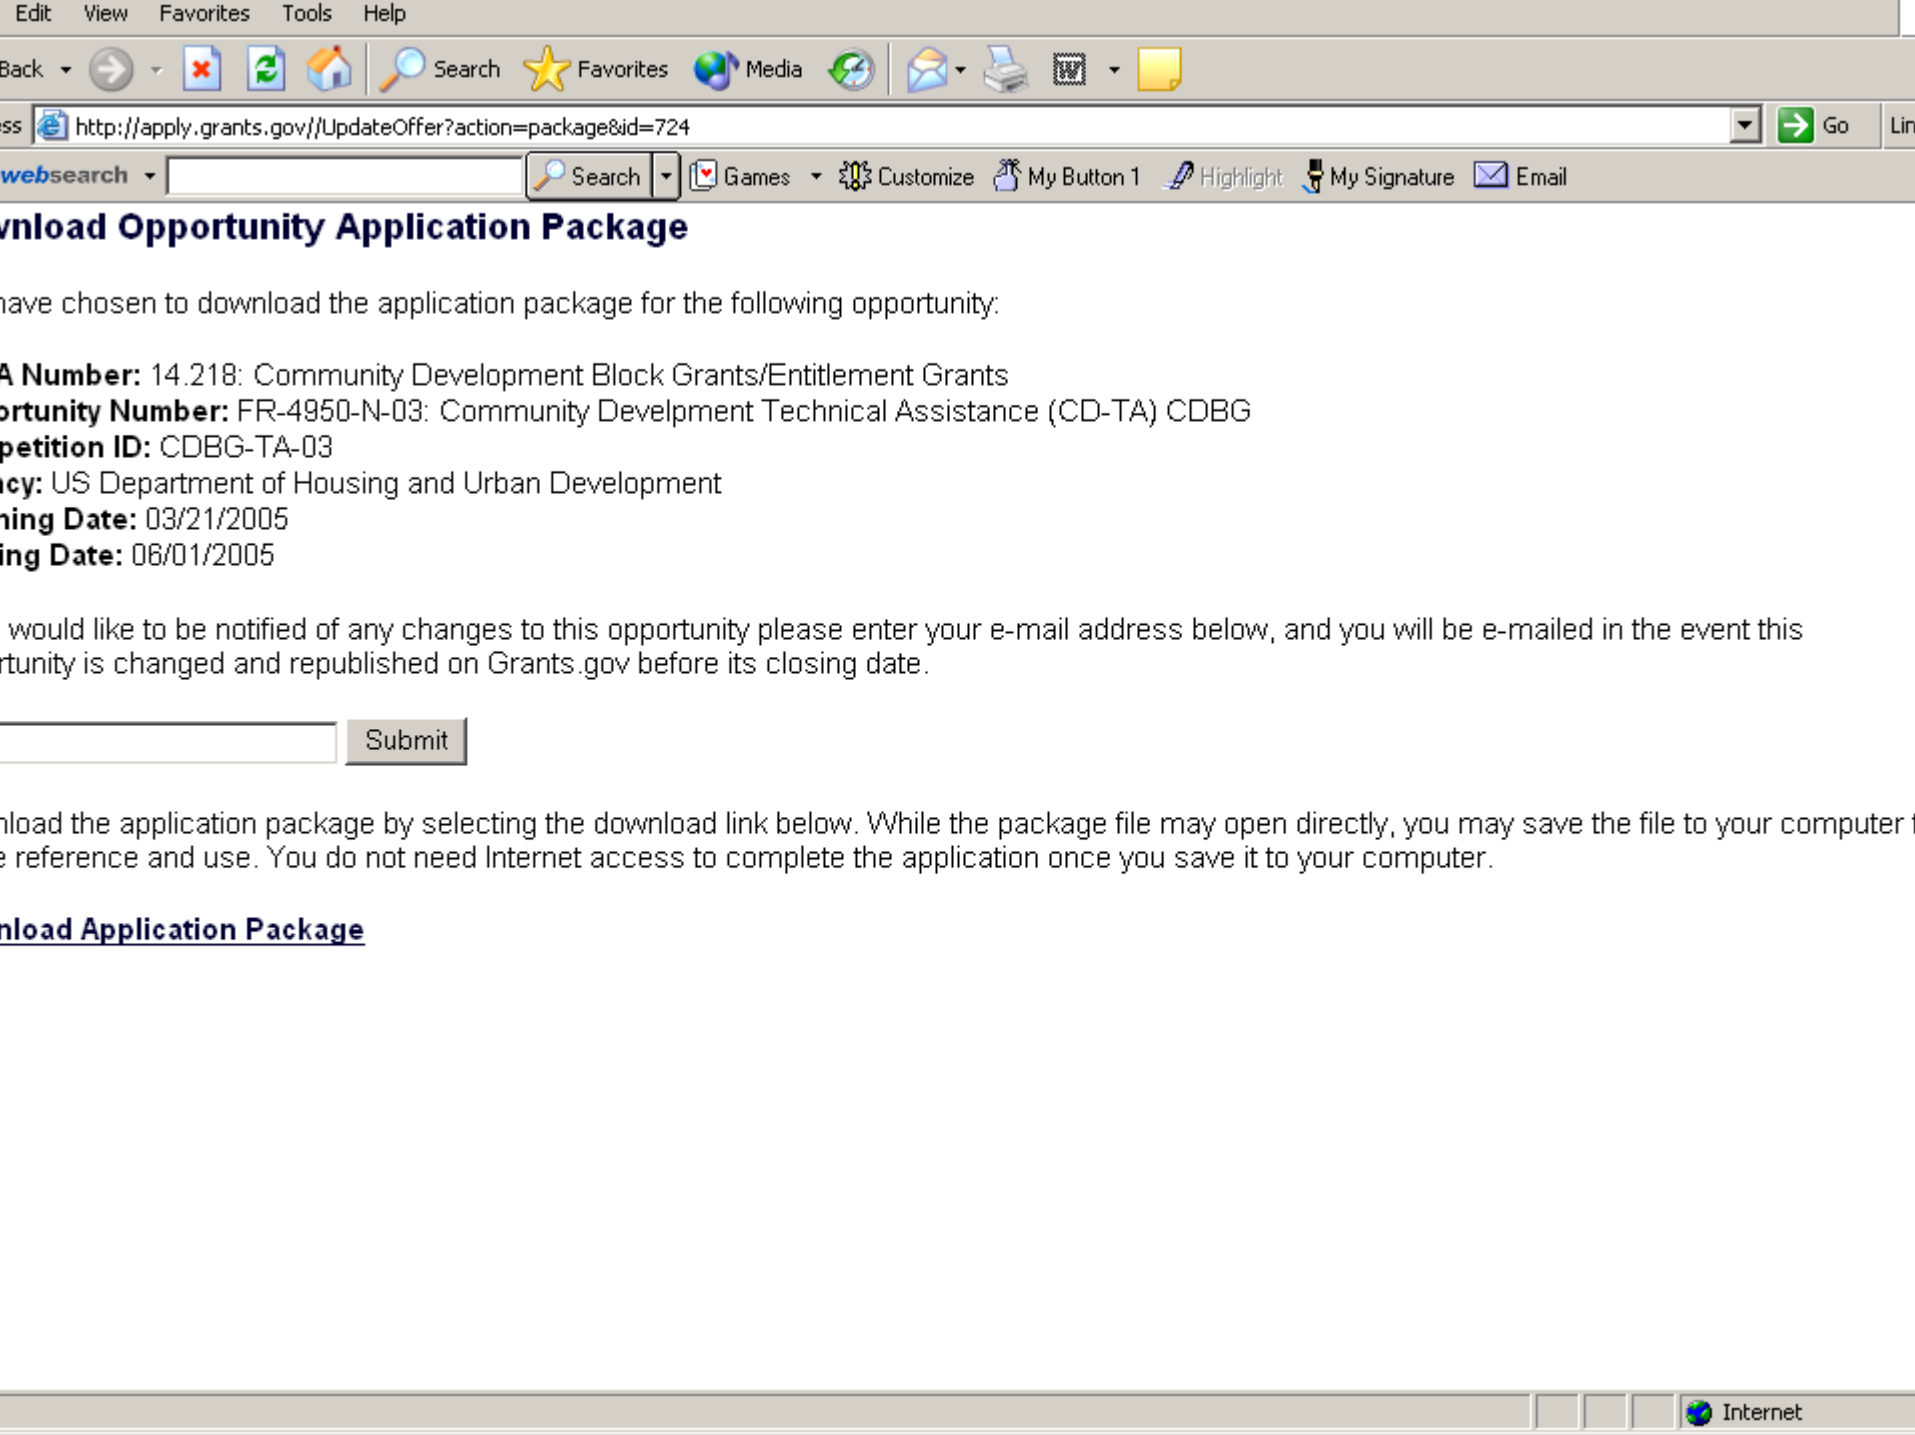 Edit View Favorites Tools Help
Back Search Favorites Media
ss http://apply.grants.gov//UpdateOffer?action=package&id=724 Go Lin
websearch Search Games Customize My Button 1 Highlight My Signature Email
wnload Opportunity Application Package
have chosen to download the application package for the following opportunity:
A Number: 14.218: Community Development Block Grants/Entitlement Grants
ortunity Number: FR-4950-N-03: Community Develpment Technical Assistance (CD-TA) CDBG
petition ID: CDBG-TA-03
ncy: US Department of Housing and Urban Development
ning Date: 03/21/2005
ing Date: 06/01/2005
would like to be notified of any changes to this opportunity please enter your e-mail address below, and you will be e-mailed in the event this
rtunity is changed and republished on Grants.gov before its closing date.
Submit
nload the application package by selecting the download link below. While the package file may open directly, you may save the file to your computer f
e reference and use. You do not need Internet access to complete the application once you save it to your computer.
nload Application Package
Internet